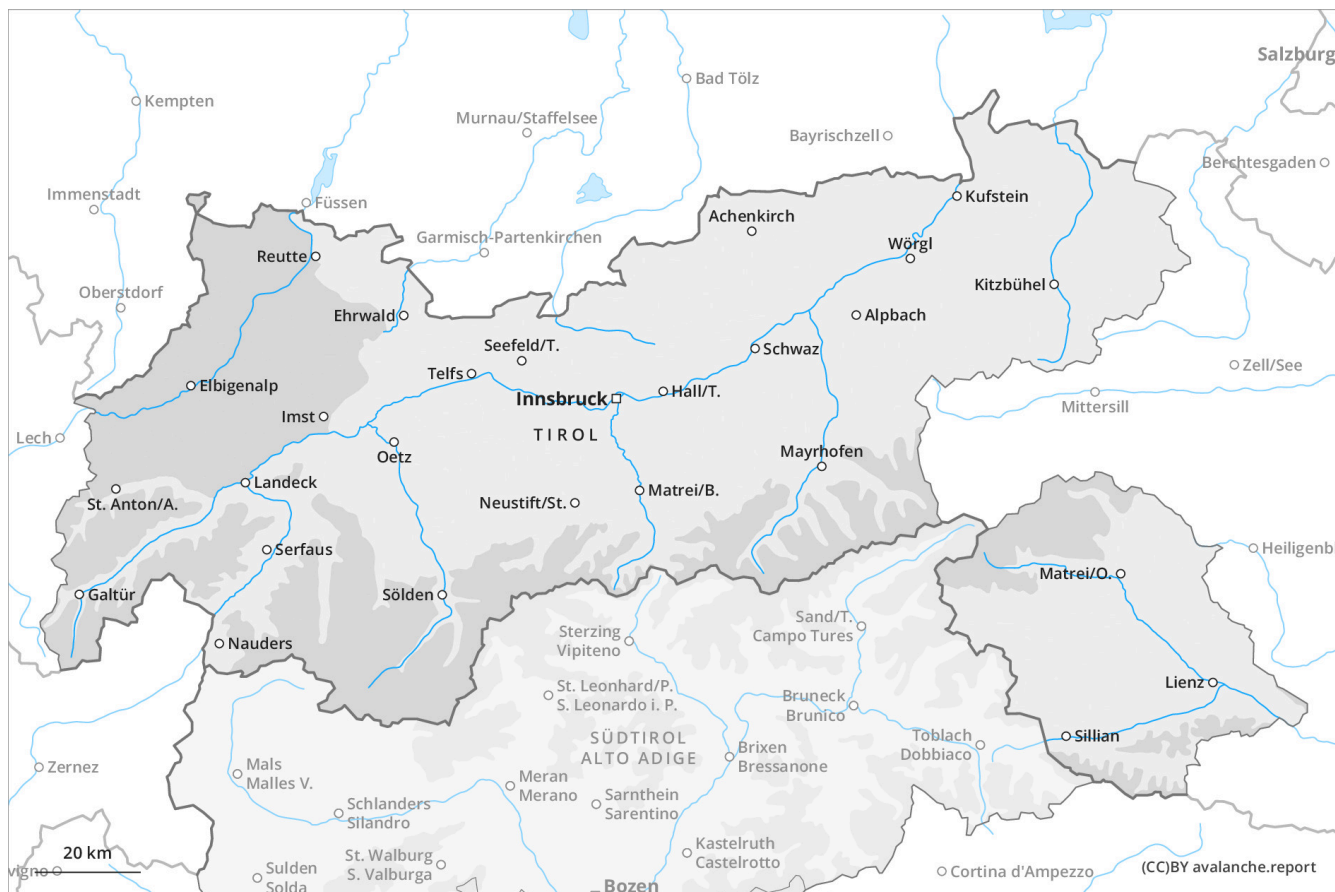 Salzburg
Kempten
Bad Tölz
Murnau/Staffelsee
Bayrischzell
Berchtesgaden
Immenstadt
Füssen
Kufstein
Achenkirch
Garmisch-Partenkirchen
Reutte
Wörgl
Oberstdorf
Kitzbühel
Ehrwald
Alpbach
Seefeld/T.
Schwaz
Zell/See
Telfs
Elbigenalp
Innsbruck
Hall/T.
Mittersill
Imst
Lech
TIROL
Oetz
Mayrhofen
Landeck
St. Anton/A.
Matrei/B.
Neustift/St.
Serfaus
Heiligenb
Matrei/O.
Galtür
Sölden
Sand/T.
Campo Tures
Sterzing
Vipiteno
Nauders
Lienz
St. Leonhard/P.
S. Leonardo i. P.
Bruneck
Brunico
SÜDTIROL
ALTO ADIGE
Toblach
Dobbiaco
Sillian
Brixen
Bressanone
Zernez
Mals
Malles V.
Meran
Merano
Schlanders
Silandro
Sarnthein
Sarentino
Kastelruth
Castelrotto
20 km
St. Walburg
S. Valburga
vigno
Sulden
Solda
Cortina d'Ampezzo
(CC)BY avalanche.report
Bozen